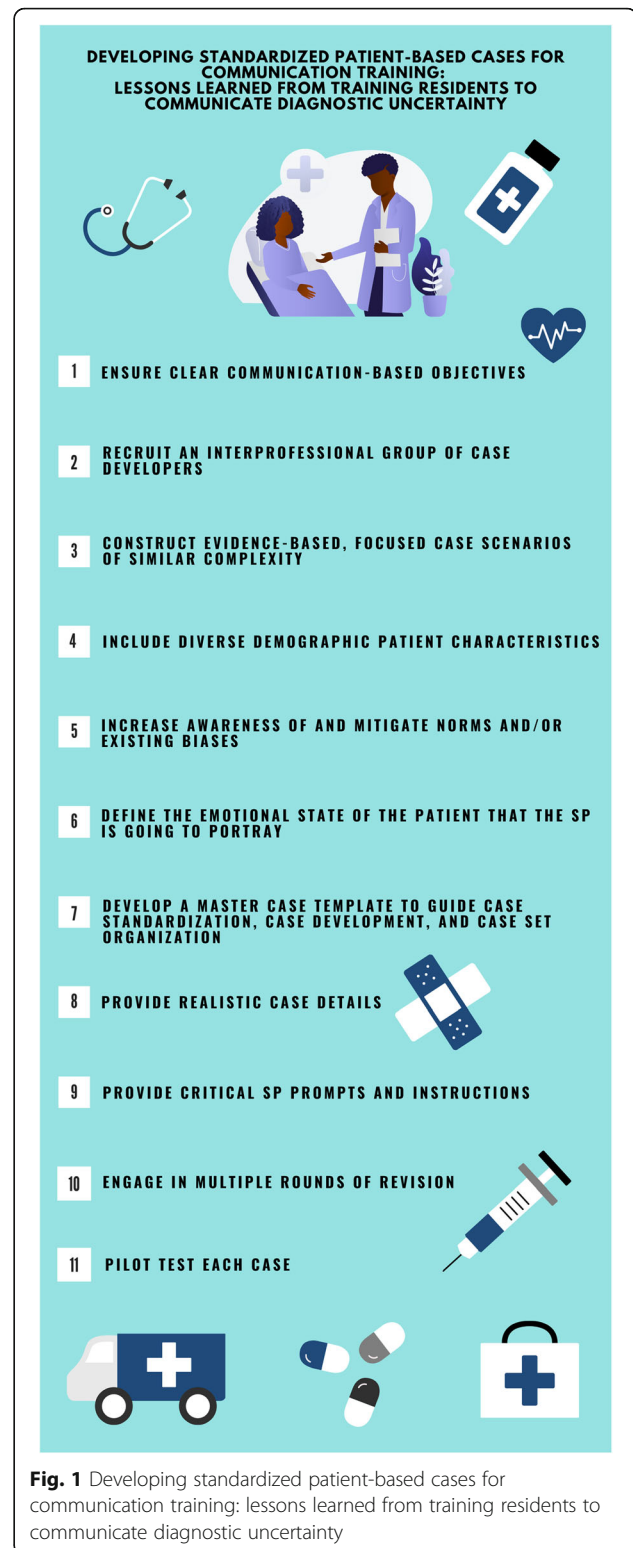 DEVELOPING STANDARDIZED PATIENT-BASED CASES FOR
COMMUNICATION TRAINING:
LESSONS LEARNED FROM TRAINING RESIDENTS TO
COMMUNICATE DIAGNOSTIC UNCERTAINTY
1 ENSURE CLEAR COMMUNICATION-BASED OBJECTIVES
2 RECRUIT AN INTERPROFESSIONAL GROUP OF CASE
DEVELOPERS
3 CONSTRUCT EVIDENCE-BASED, FOCUSED CASE SCENARIOS
OF SIMILAR COMPLEXITY
4 INCLUDE DIVERSE DEMOGRAPHIC PATIENT CHARACTERISTICS
5 INCREASE AWARENESS OF AND MITIGATE NORMS AND/OR
EXISTING BIASES
6 DEFINE THE EMOTIONAL STATE OF THE PATIENT THAT THE SP
IS GOING TO PORTRAY
7 DEVELOP A MASTER CASE TEMPLATE TO GUIDE CASE
STANDARDIZATION, CASE DEVELOPMENT, AND CASE SET
ORGANIZATION
8 PROVIDE REALISTIC CASE DETAILS
9 PROVIDE CRITICAL SP PROMPTS AND INSTRUCTIONS
10 ENGAGE IN MULTIPLE ROUNDS OF REVISION
11 PILOT TEST EACH CASE
Fig. 1 Developing standardized patient-based cases for
communication training: lessons learned from training residents to
communicate diagnostic uncertainty